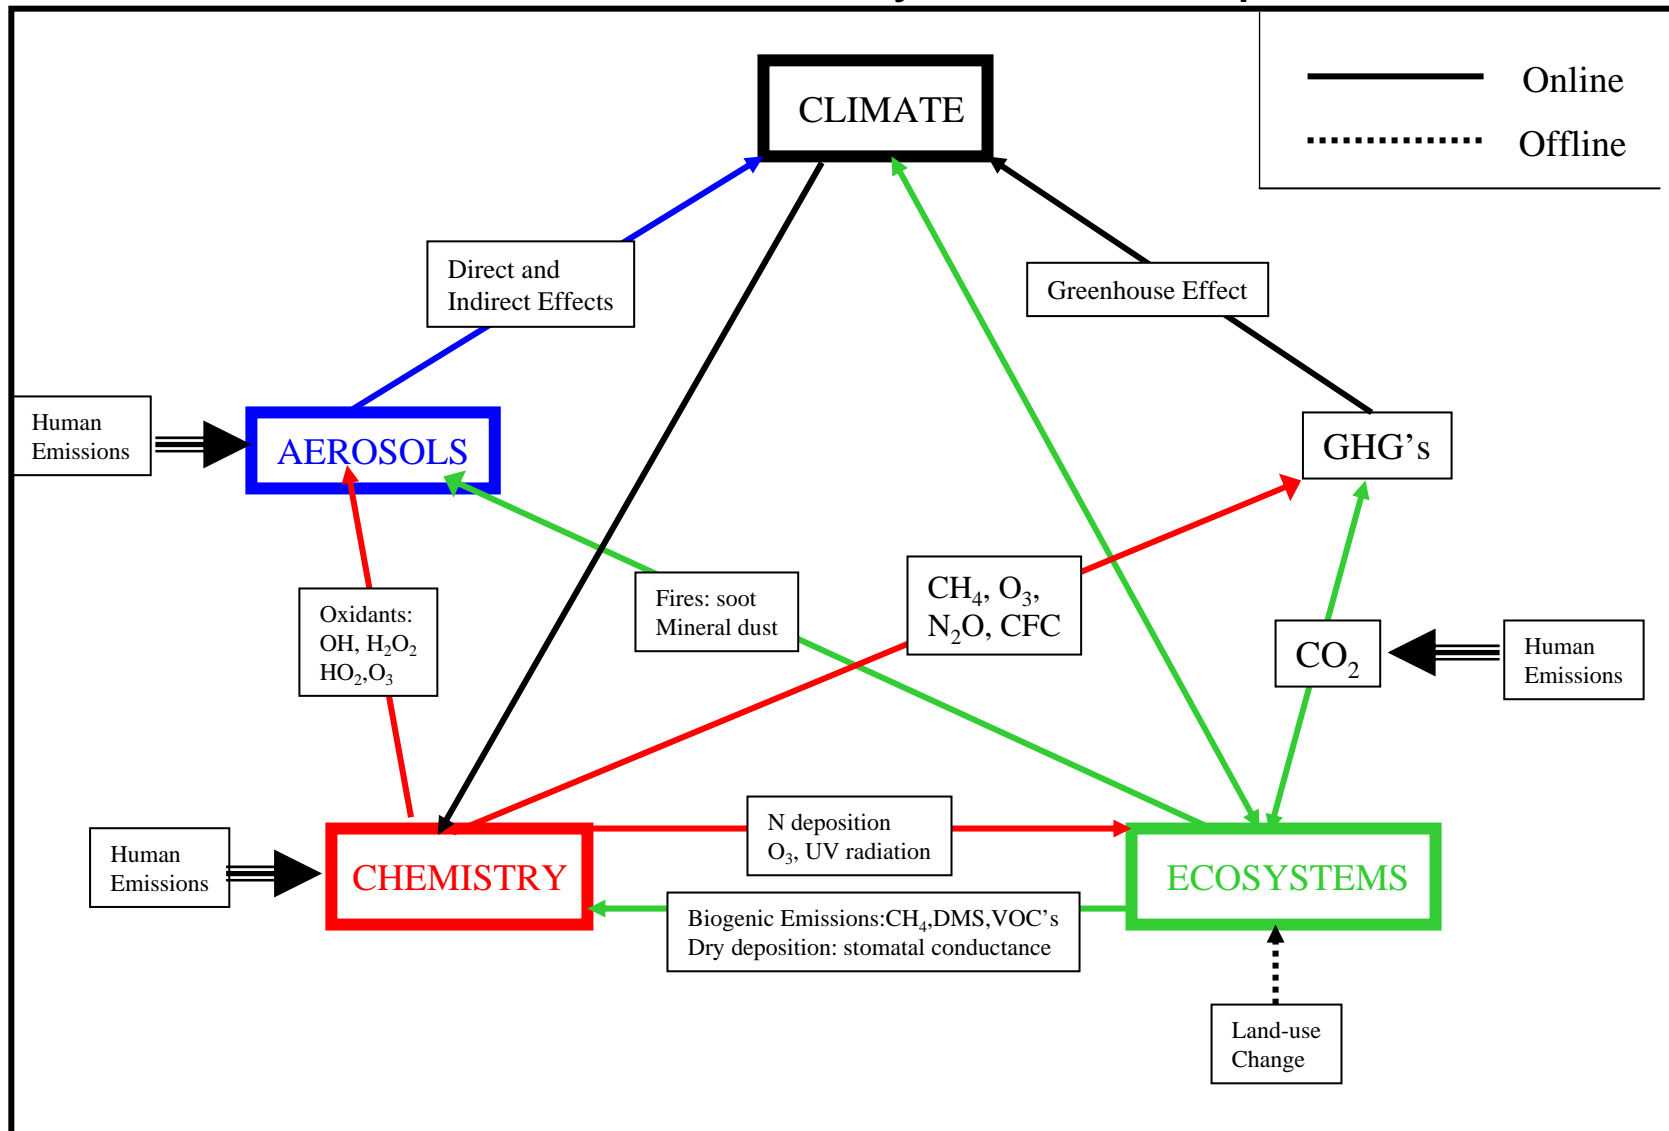 CLIMATE
Online
Offline
Direct and
Indirect Effects
Greenhouse Effect
Human
Emissions
AEROSOLS
GHG's
Fires: soot
Mineral dust
CH₄, O₃,
N₂O, CFC
Oxidants:
OH, H₂O₂
HO₂,O₃
CO₂
Human
Emissions
N deposition
O₃, UV radiation
Human
Emissions
CHEMISTRY
ECOSYSTEMS
Biogenic Emissions:CH₄,DMS,VOC's
Dry deposition: stomatal conductance
Land-use
Change